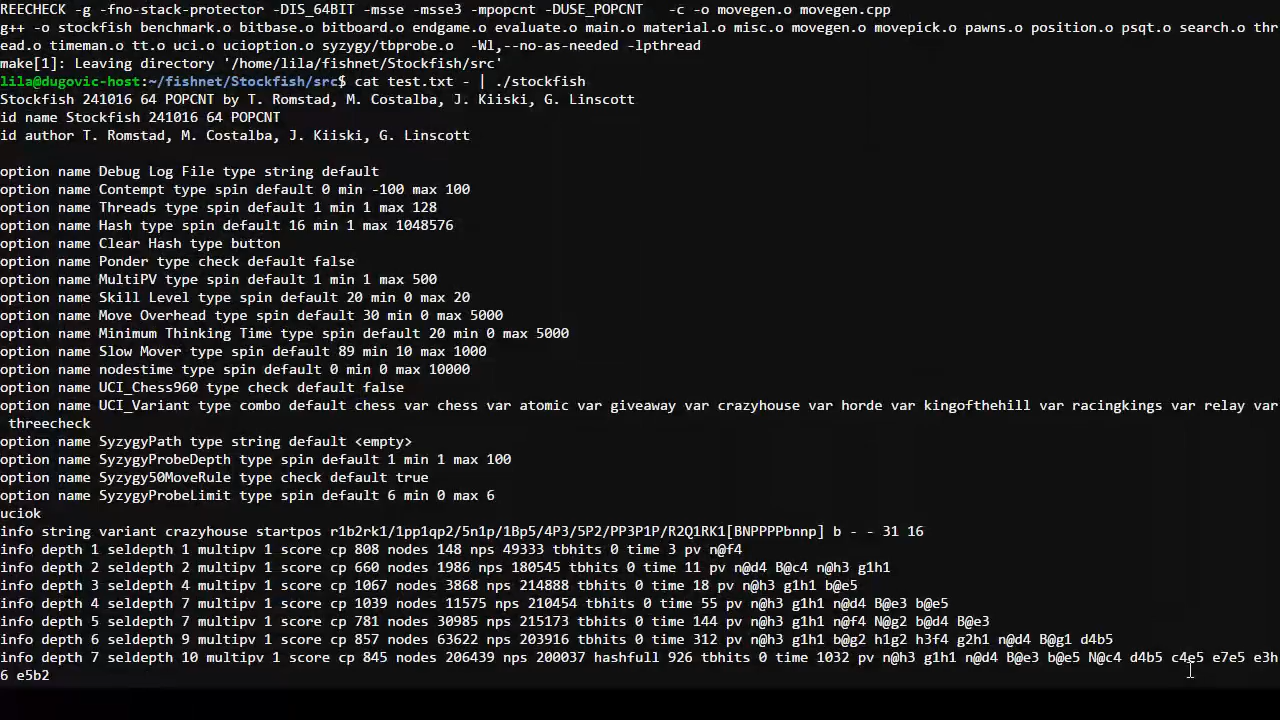 REECHECK -g -fno-stack-protector -DIS_64BIT -msse -msse3 -mpopcnt -DUSE_POPCNT   -c -o movegen.o movegen.cpp
g++ -o stockfish benchmark.o bitbase.o bitboard.o endgame.o evaluate.o main.o material.o misc.o movegen.o movepick.o pawns.o position.o psqt.o search.o thr
ead.o timeman.o tt.o uci.o ucioption.o syzygy/tbprobe.o  -Wl,--no-as-needed -lpthread
make[1]: Leaving directory '/home/lila/fishnet/Stockfish/src'
lila@dugovic-host:~/fishnet/Stockfish/src$ cat test.txt - | ./stockfish
Stockfish 241016 64 POPCNT by T. Romstad, M. Costalba, J. Kiiski, G. Linscott
id name Stockfish 241016 64 POPCNT
id author T. Romstad, M. Costalba, J. Kiiski, G. Linscott
option name Debug Log File type string default
option name Contempt type spin default 0 min -100 max 100
option name Threads type spin default 1 min 1 max 128
option name Hash type spin default 16 min 1 max 1048576
option name Clear Hash type button
option name Ponder type check default false
option name MultiPV type spin default 1 min 1 max 500
option name Skill Level type spin default 20 min 0 max 20
option name Move Overhead type spin default 30 min 0 max 5000
option name Minimum Thinking Time type spin default 20 min 0 max 5000
option name Slow Mover type spin default 89 min 10 max 1000
option name nodestime type spin default 0 min 0 max 10000
option name UCI_Chess960 type check default false
option name UCI_Variant type combo default chess var chess var atomic var giveaway var crazyhouse var horde var kingofthehill var racingkings var relay var
threecheck
option name SyzygyPath type string default <empty>
option name SyzygyProbeDepth type spin default 1 min 1 max 100
option name Syzygy50MoveRule type check default true
option name SyzygyProbeLimit type spin default 6 min 0 max 6
uciok
info string variant crazyhouse startpos r1b2rk1/1pp1qp2/5n1p/1Bp5/4P3/5P2/PP3P1P/R2Q1RK1[BNPPPPbnnp] b - - 31 16
info depth 1 seldepth 1 multipv 1 score cp 808 nodes 148 nps 49333 tbhits 0 time 3 pv n@f4
info depth 2 seldepth 2 multipv 1 score cp 660 nodes 1986 nps 180545 tbhits 0 time 11 pv n@d4 B@c4 n@h3 g1h1
info depth 3 seldepth 4 multipv 1 score cp 1067 nodes 3868 nps 214888 tbhits 0 time 18 pv n@h3 g1h1 b@e5
info depth 4 seldepth 7 multipv 1 score cp 1039 nodes 11575 nps 210454 tbhits 0 time 55 pv n@h3 g1h1 n@d4 B@e3 b@e5
info depth 5 seldepth 7 multipv 1 score cp 781 nodes 30985 nps 215173 tbhits 0 time 144 pv n@h3 g1h1 n@f4 N@g2 b@d4 B@e3
info depth 6 seldepth 9 multipv 1 score cp 857 nodes 63622 nps 203916 tbhits 0 time 312 pv n@h3 g1h1 b@g2 h1g2 h3f4 g2h1 n@d4 B@g1 d4b5
info depth 7 seldepth 10 multipv 1 score cp 845 nodes 206439 nps 200037 hashfull 926 tbhits 0 time 1032 pv n@h3 g1h1 n@d4 B@e3 b@e5 N@c4 d4b5 c4e5 e7e5 e3h
6 e5b2